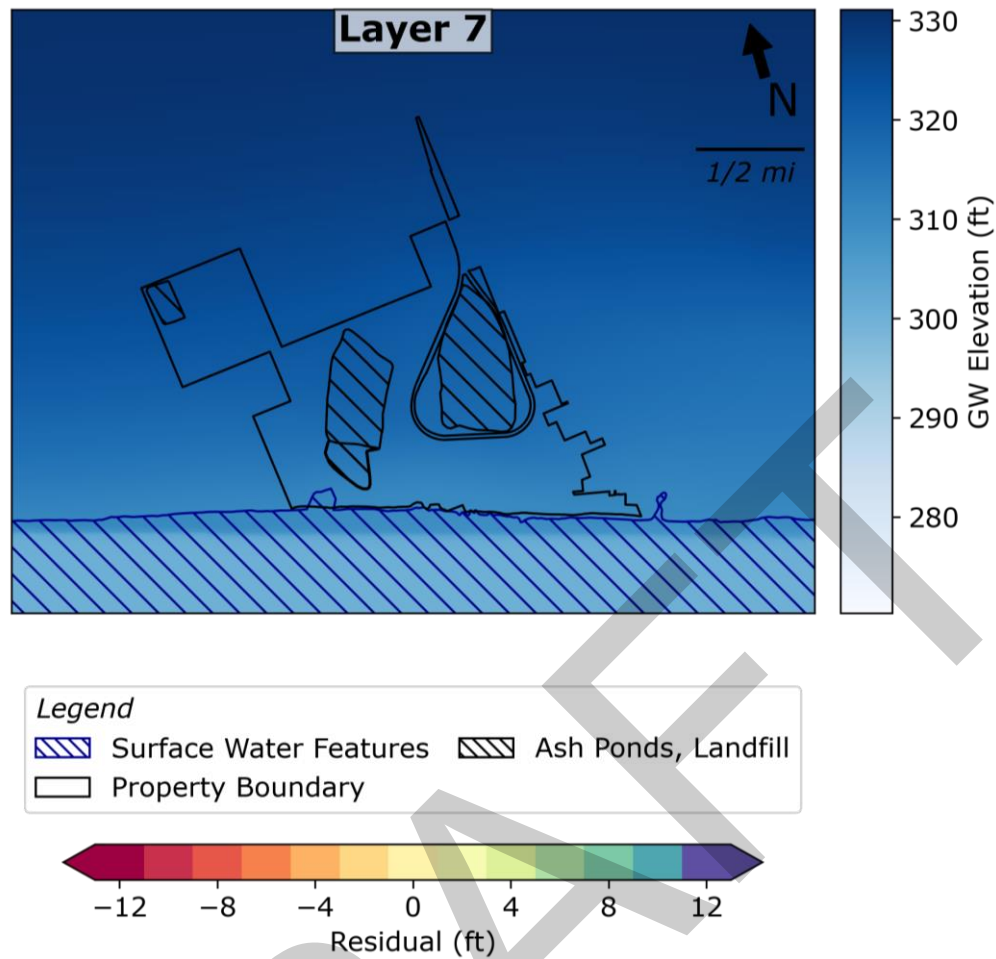 Layer 7
N
1/2 mi
330
320
310
300
290
280
GW Elevation (ft)
Legend
Surface Water Features
Ash Ponds, Landfill
Property Boundary
−12 −8 −4 0 4 8 12
Residual (ft)
DRAFT